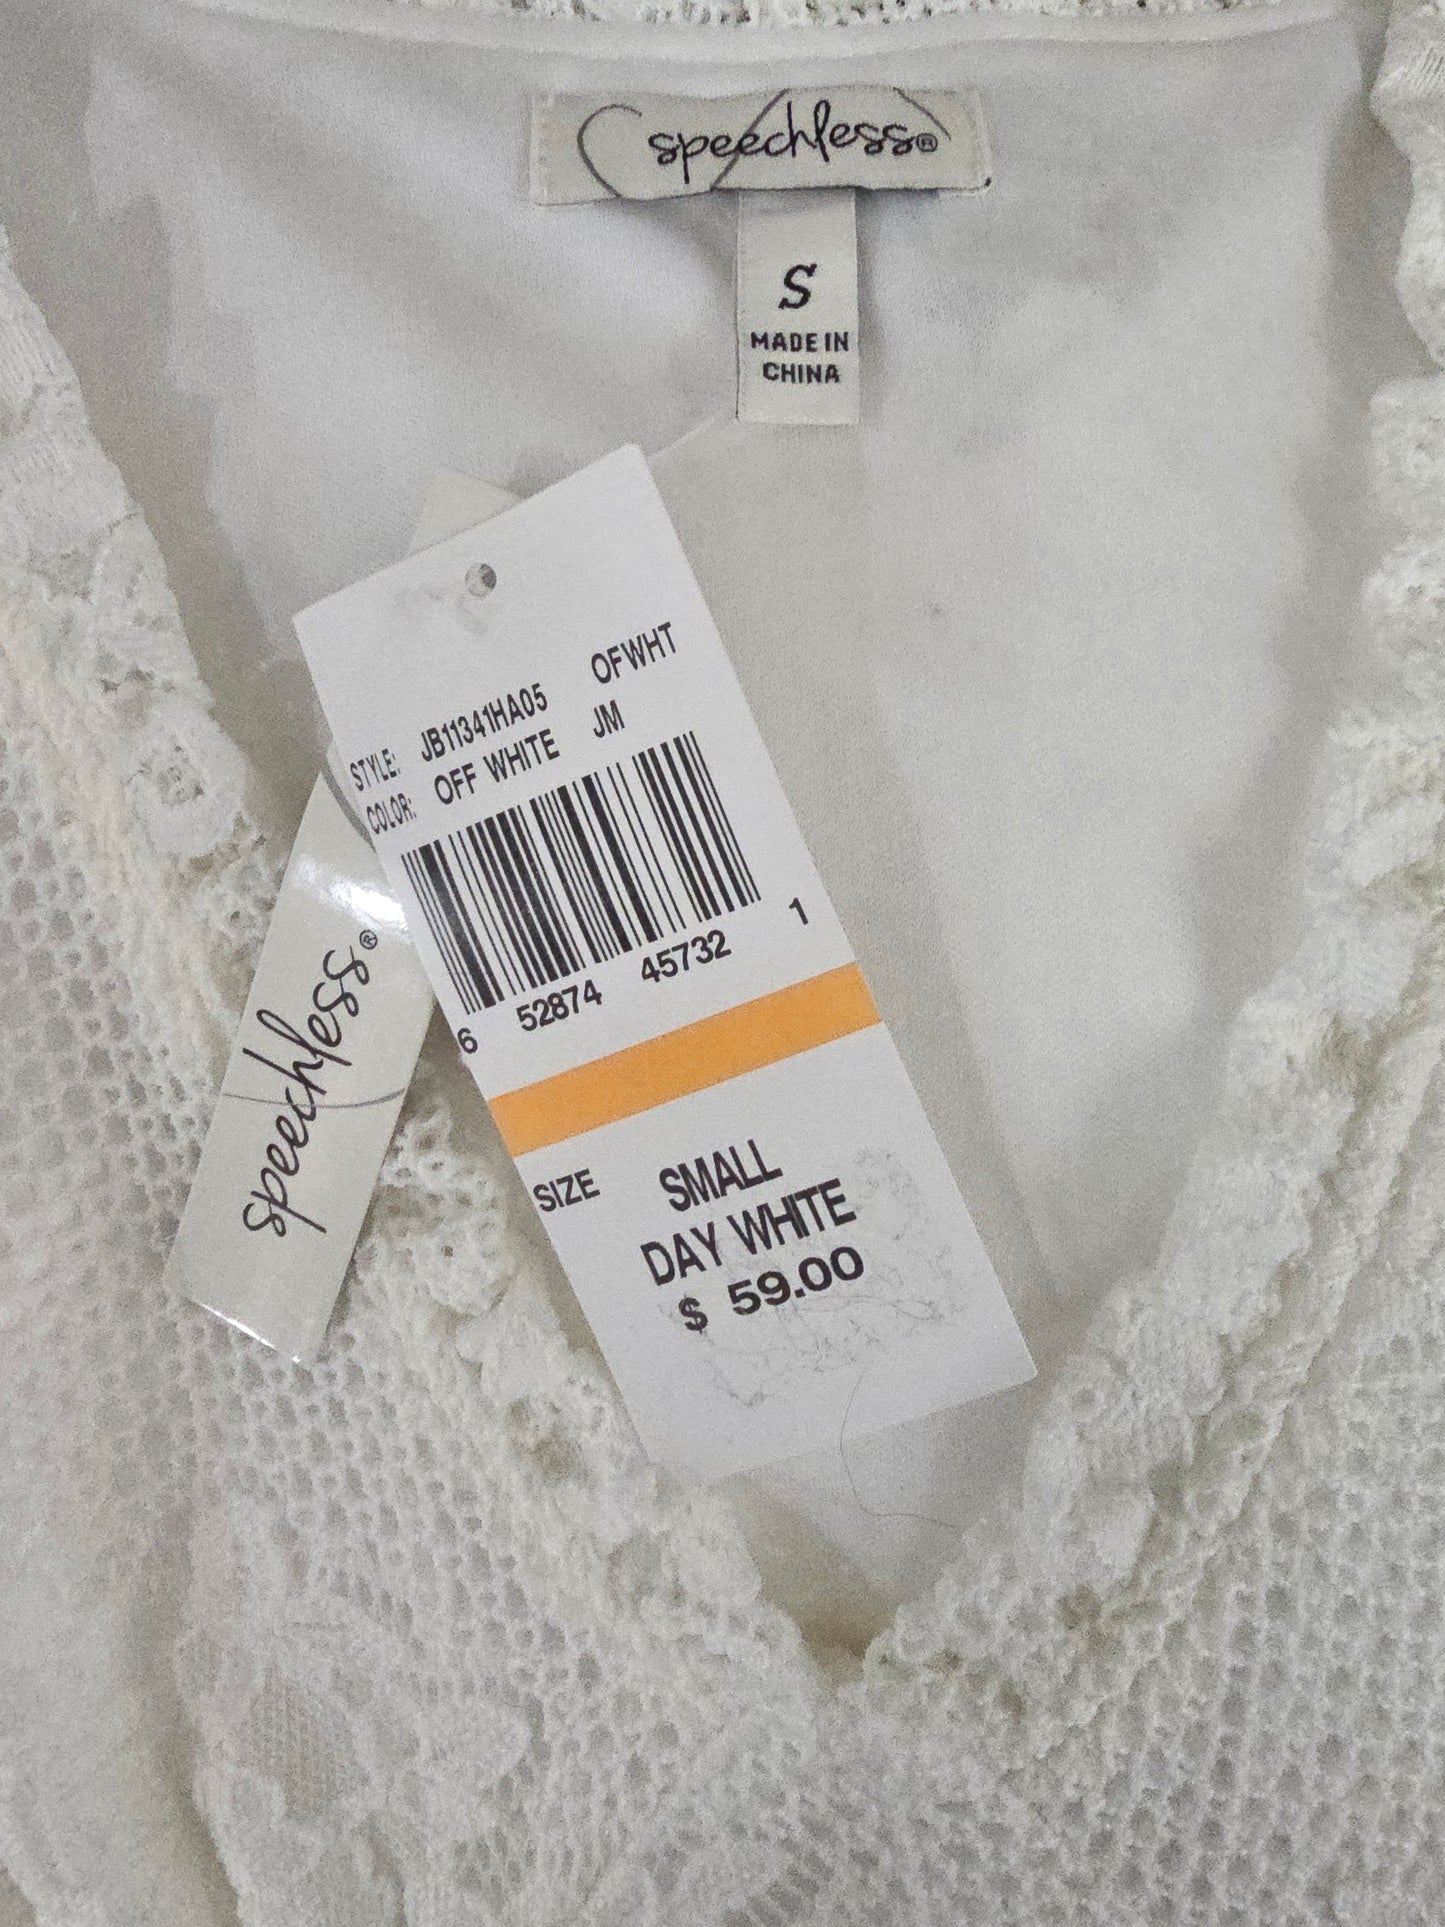 speechless®
S
MADE IN
CHINA
STYLE: JB11341HA05 OFWHT
COLOR: OFF WHITE JM
6 52874 45732 1
SIZE SMALL
DAY WHITE
$ 59.00
speechless®